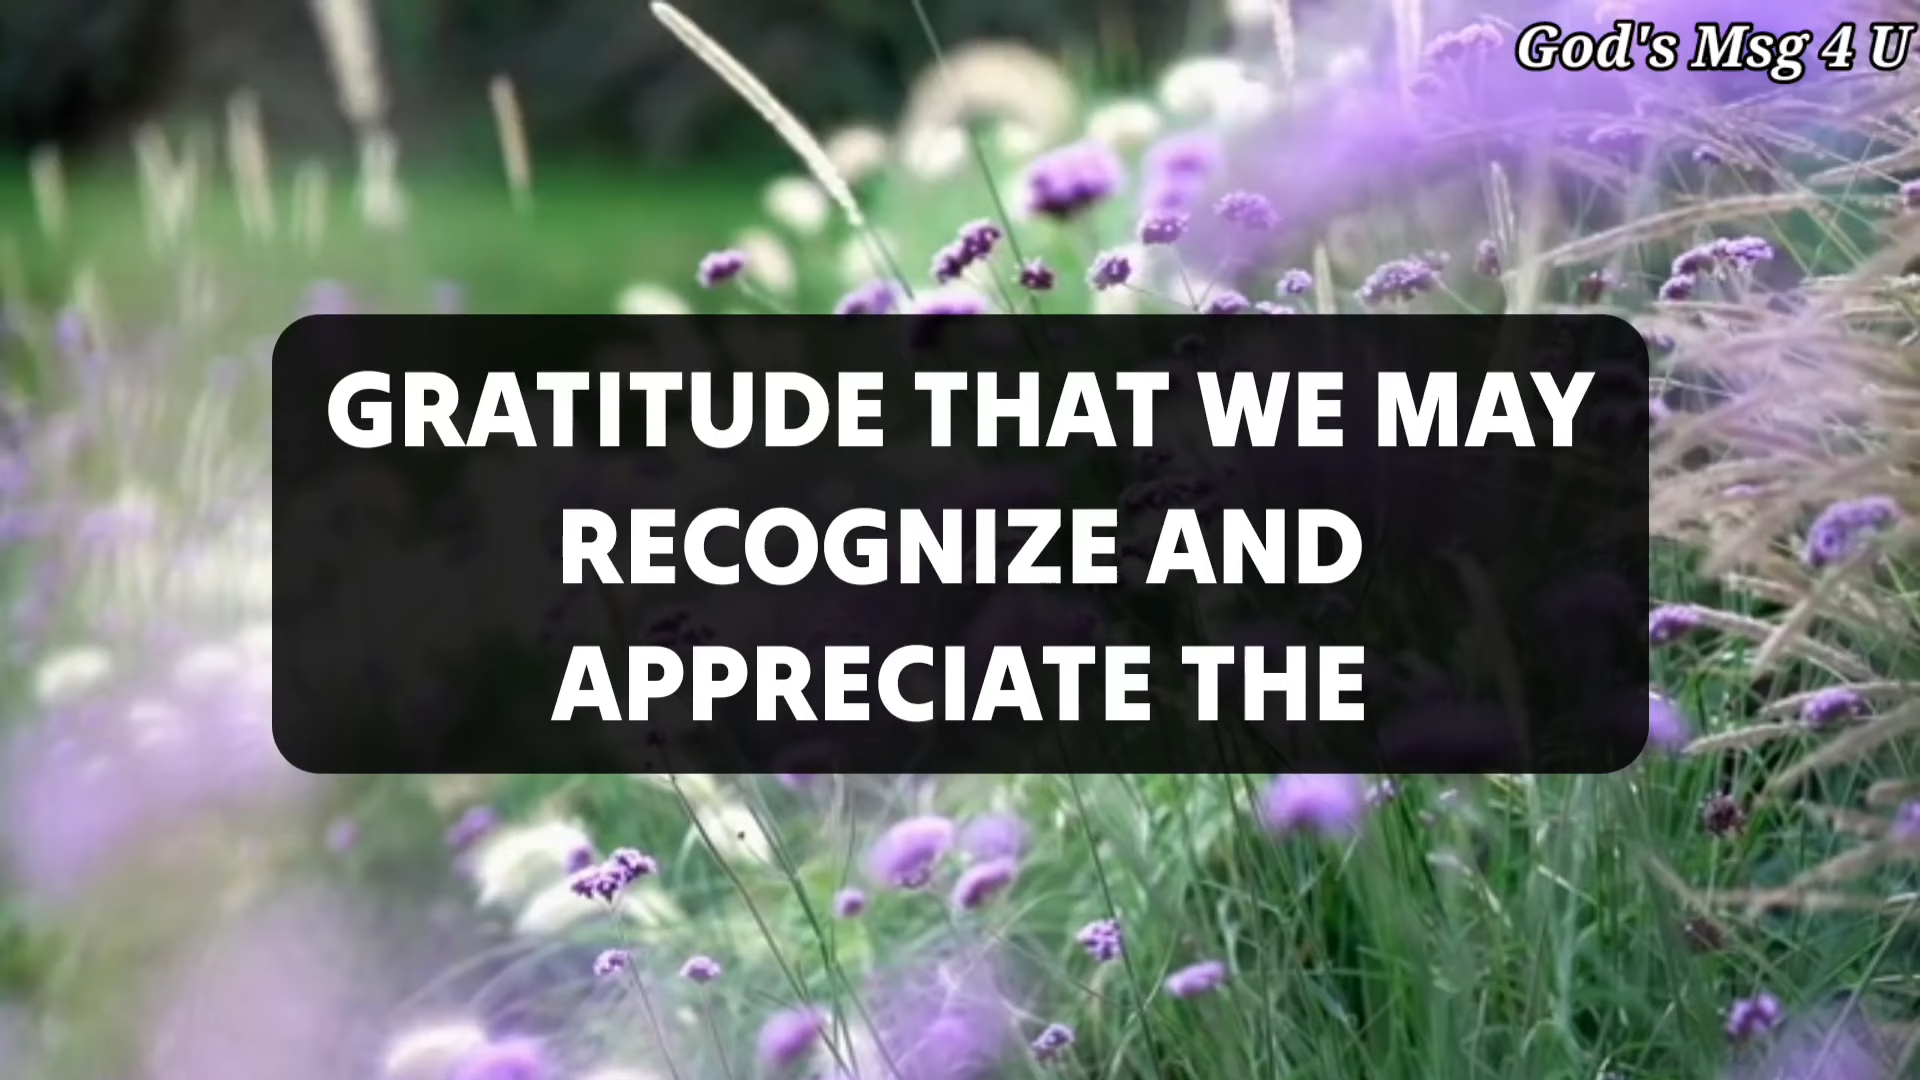 God's Msg 4 U
GRATITUDE THAT WE MAY
RECOGNIZE AND
APPRECIATE THE